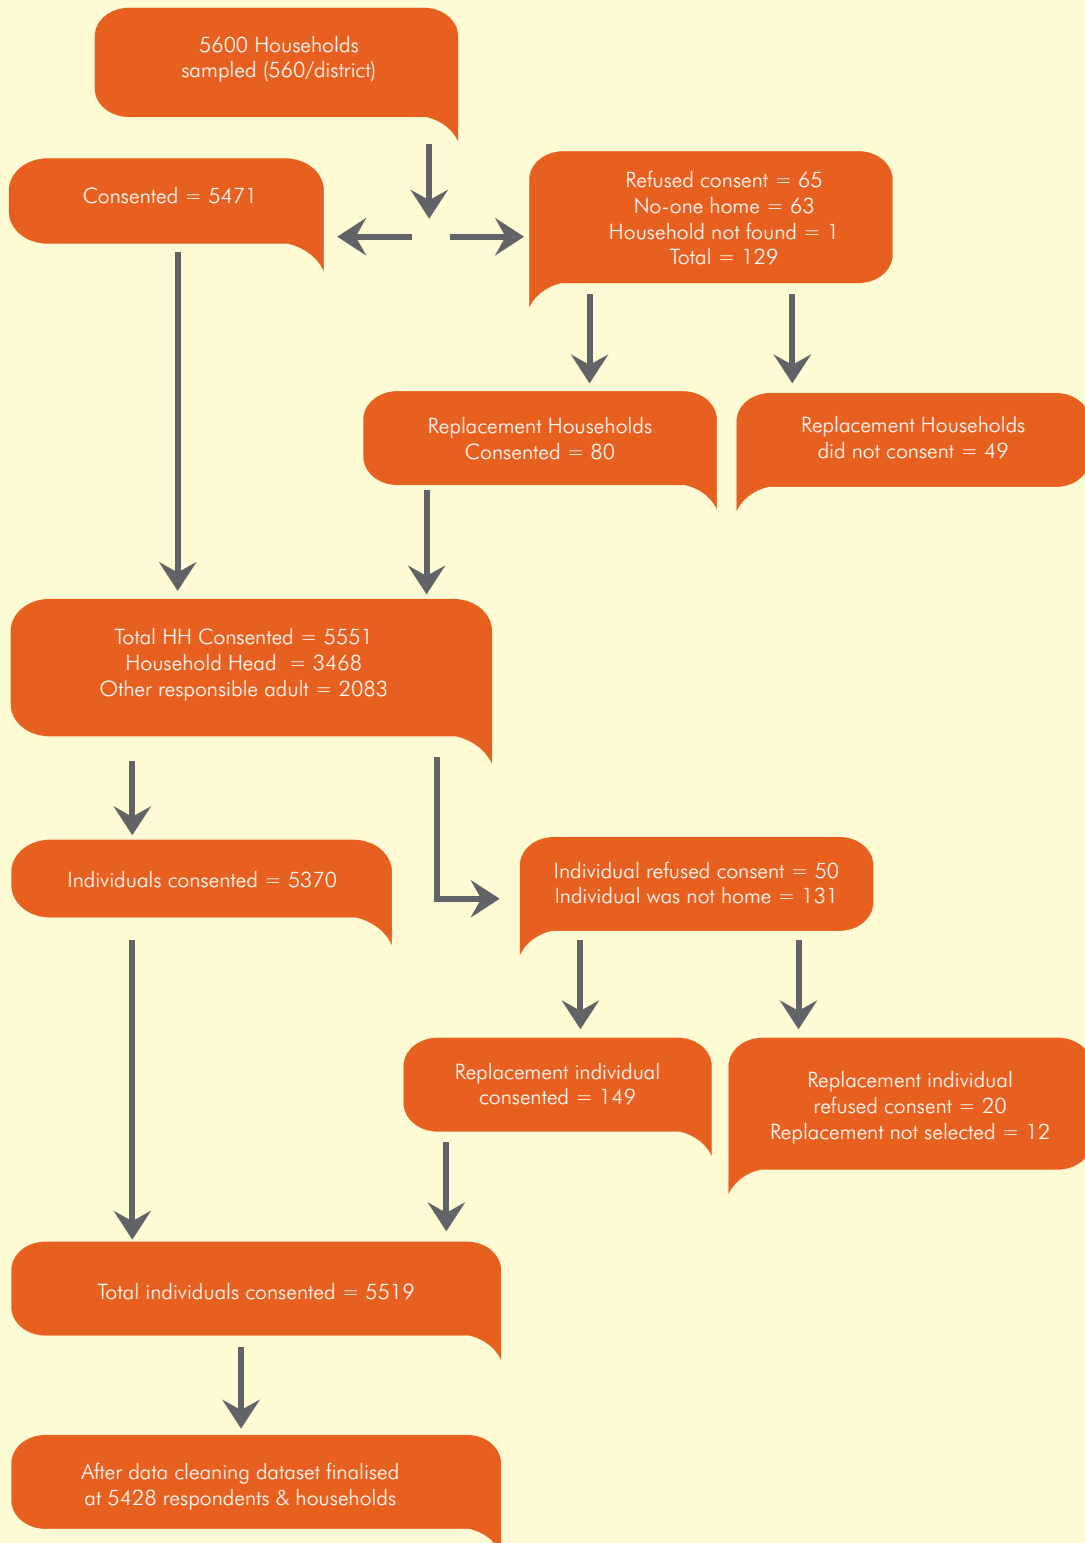 5600 Households
sampled (560/district)
Consented = 5471
Refused consent = 65
No-one home = 63
Household not found = 1
Total = 129
Replacement Households
Consented = 80
Replacement Households
did not consent = 49
Total HH Consented = 5551
Household Head = 3468
Other responsible adult = 2083
Individuals consented = 5370
Individual refused consent = 50
Individual was not home = 131
Replacement individual
consented = 149
Replacement individual
refused consent = 20
Replacement not selected = 12
Total individuals consented = 5519
After data cleaning dataset finalised
at 5428 respondents & households